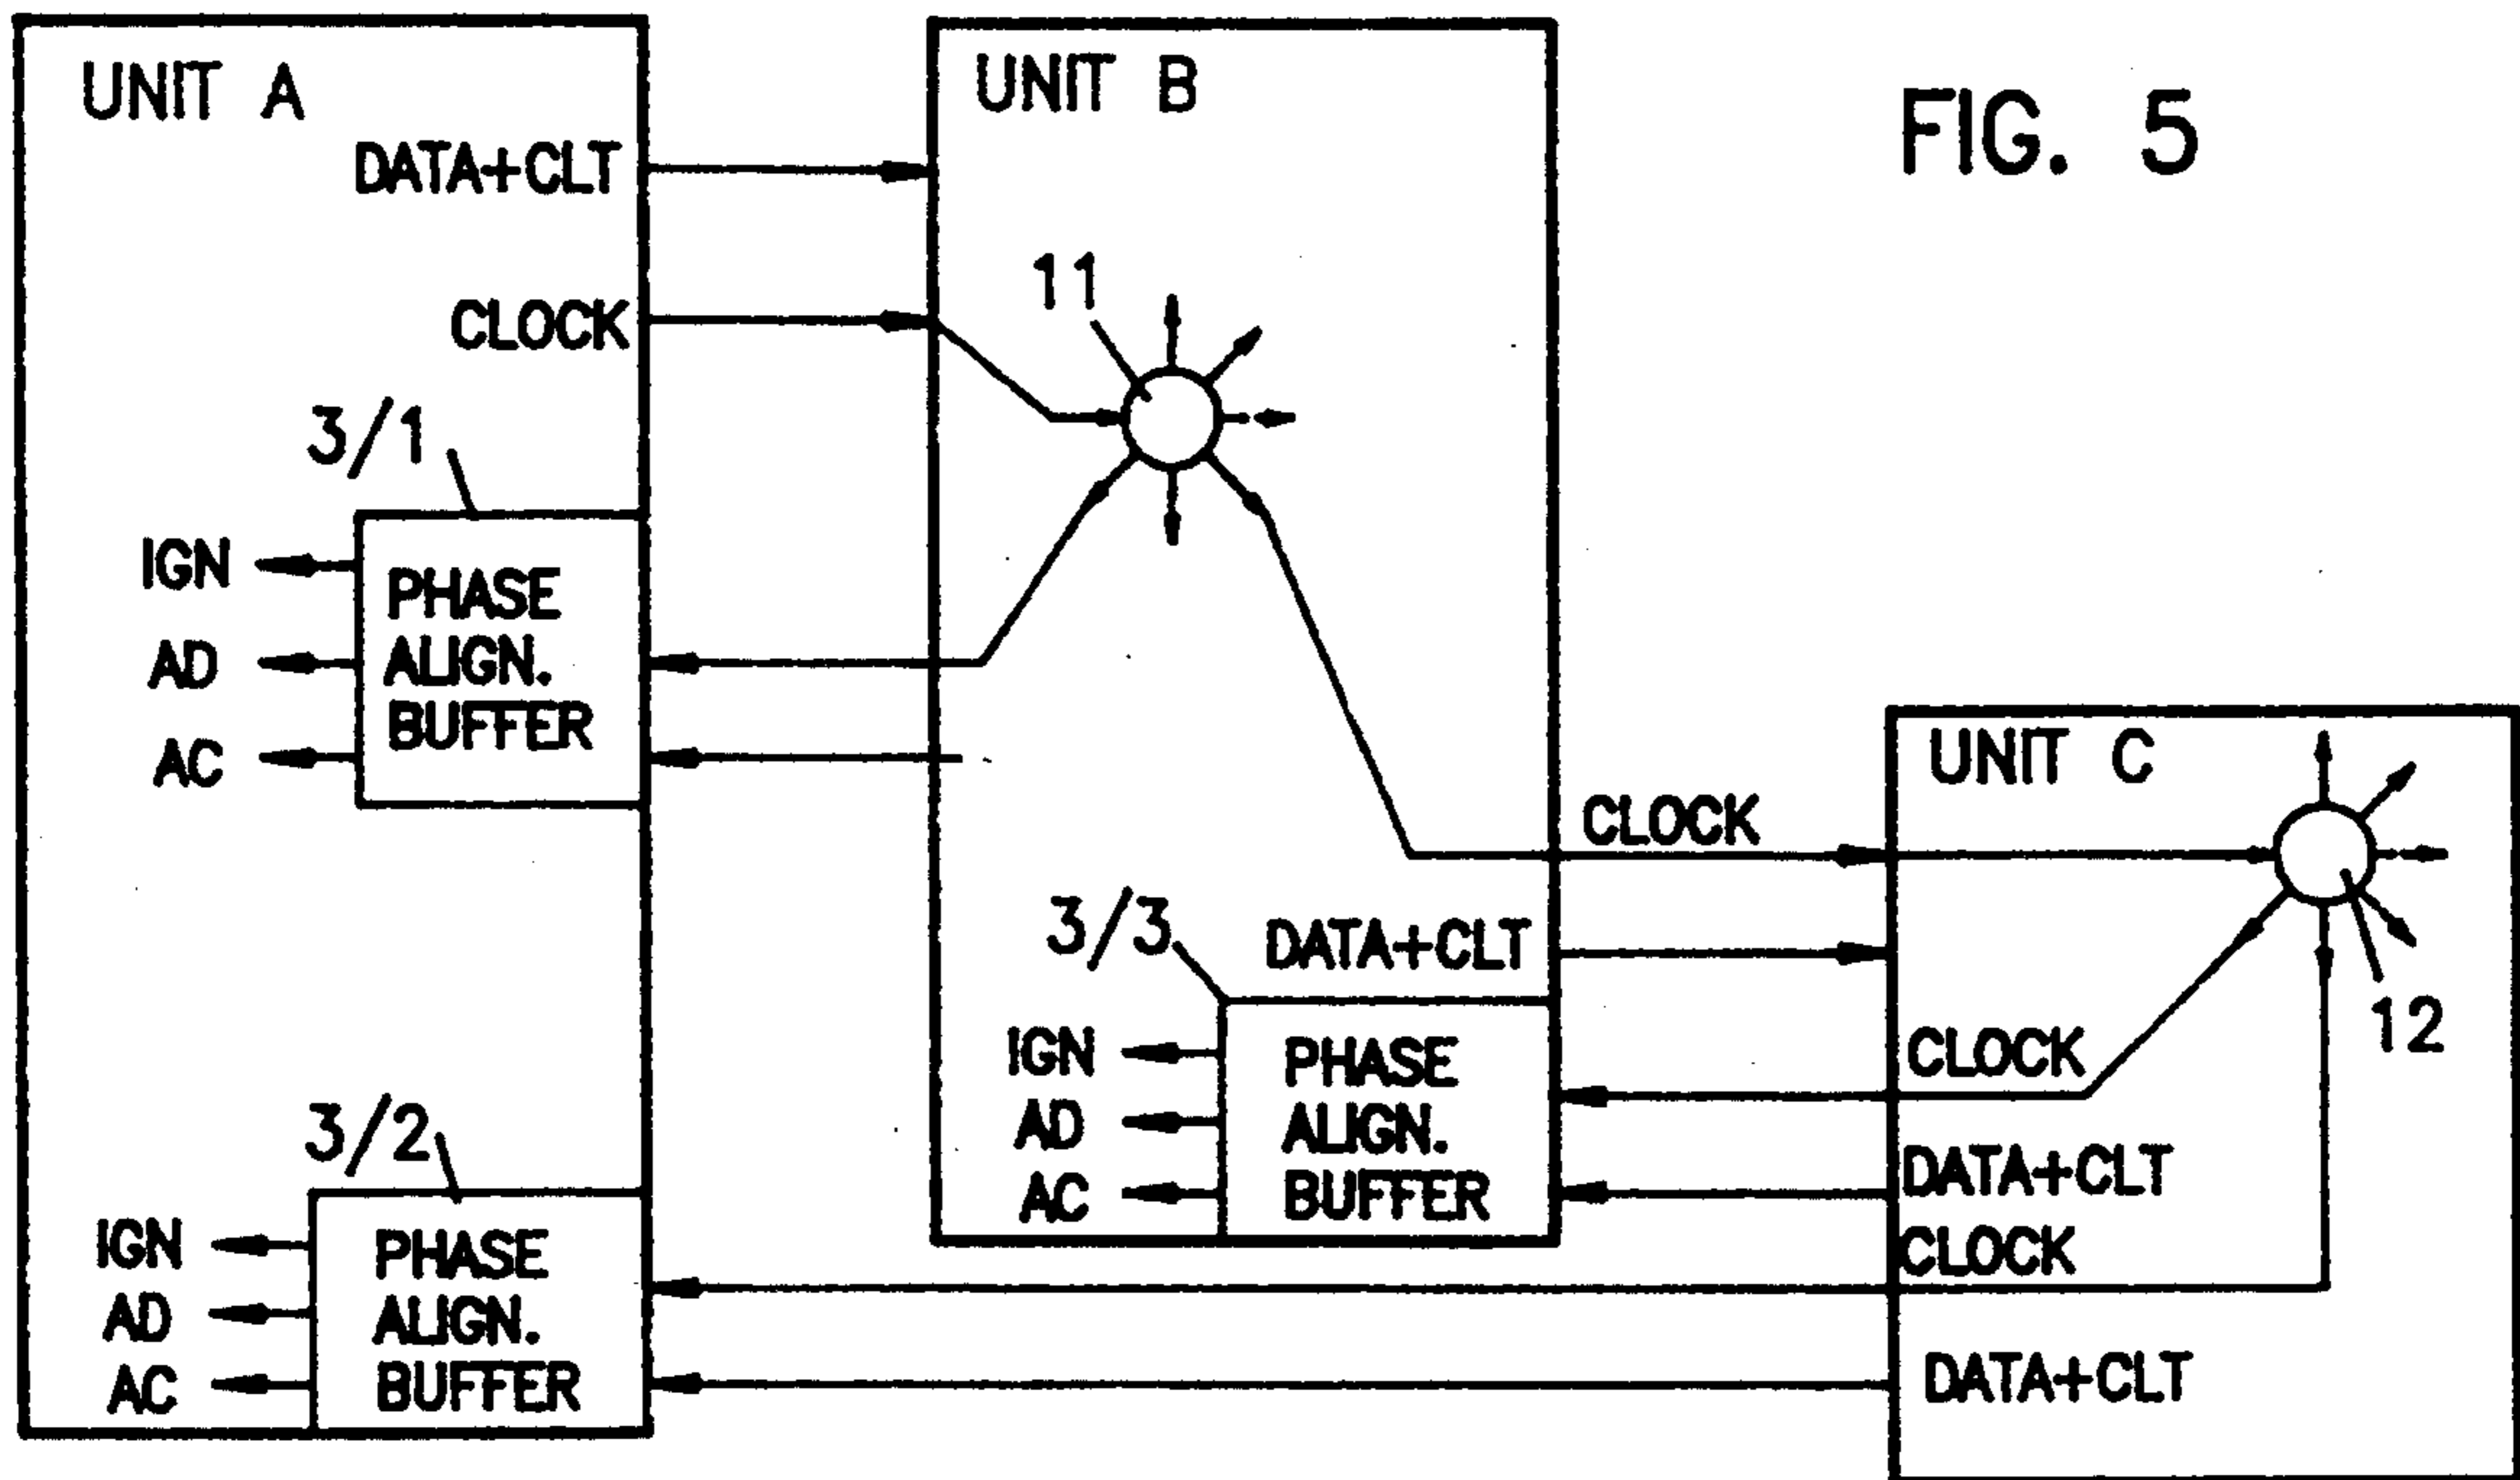 UNIT A
DATA+CLT
CLOCK
3/1
IGN
AD
AC
PHASE
ALIGN.
BUFFER
3/2
IGN
AD
AC
PHASE
ALIGN.
BUFFER
UNIT B
11
3/3
DATA+CLT
IGN
AD
AC
PHASE
ALIGN.
BUFFER
FIG. 5
CLOCK
UNIT C
12
CLOCK
DATA+CLT
CLOCK
DATA+CLT